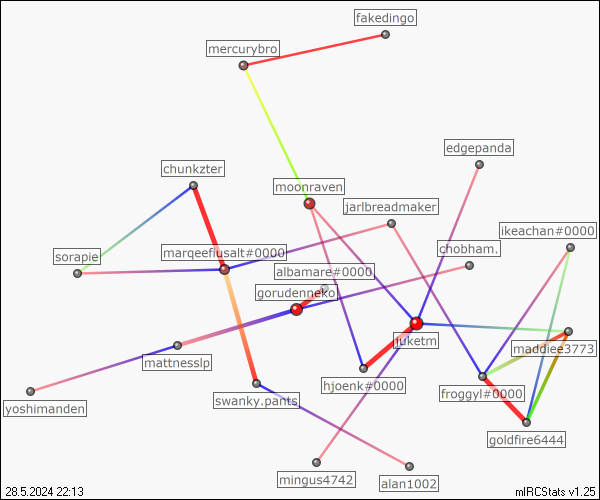 fakedingo
mercurybro
edgepanda
chunkzter
moonraven
jarlbreadmaker
ikeachan#0000
chobham.
marqeeflusalt#0000
sorapie
albamare#0000
gorudenneko
juketm
maddiee3773
mattnesslp
hjoenk#0000
froggyl#0000
swanky.pants
yoshimanden
goldfire6444
mingus4742
alan1002
28.5.2024 22:13
mIRCStats v1.25